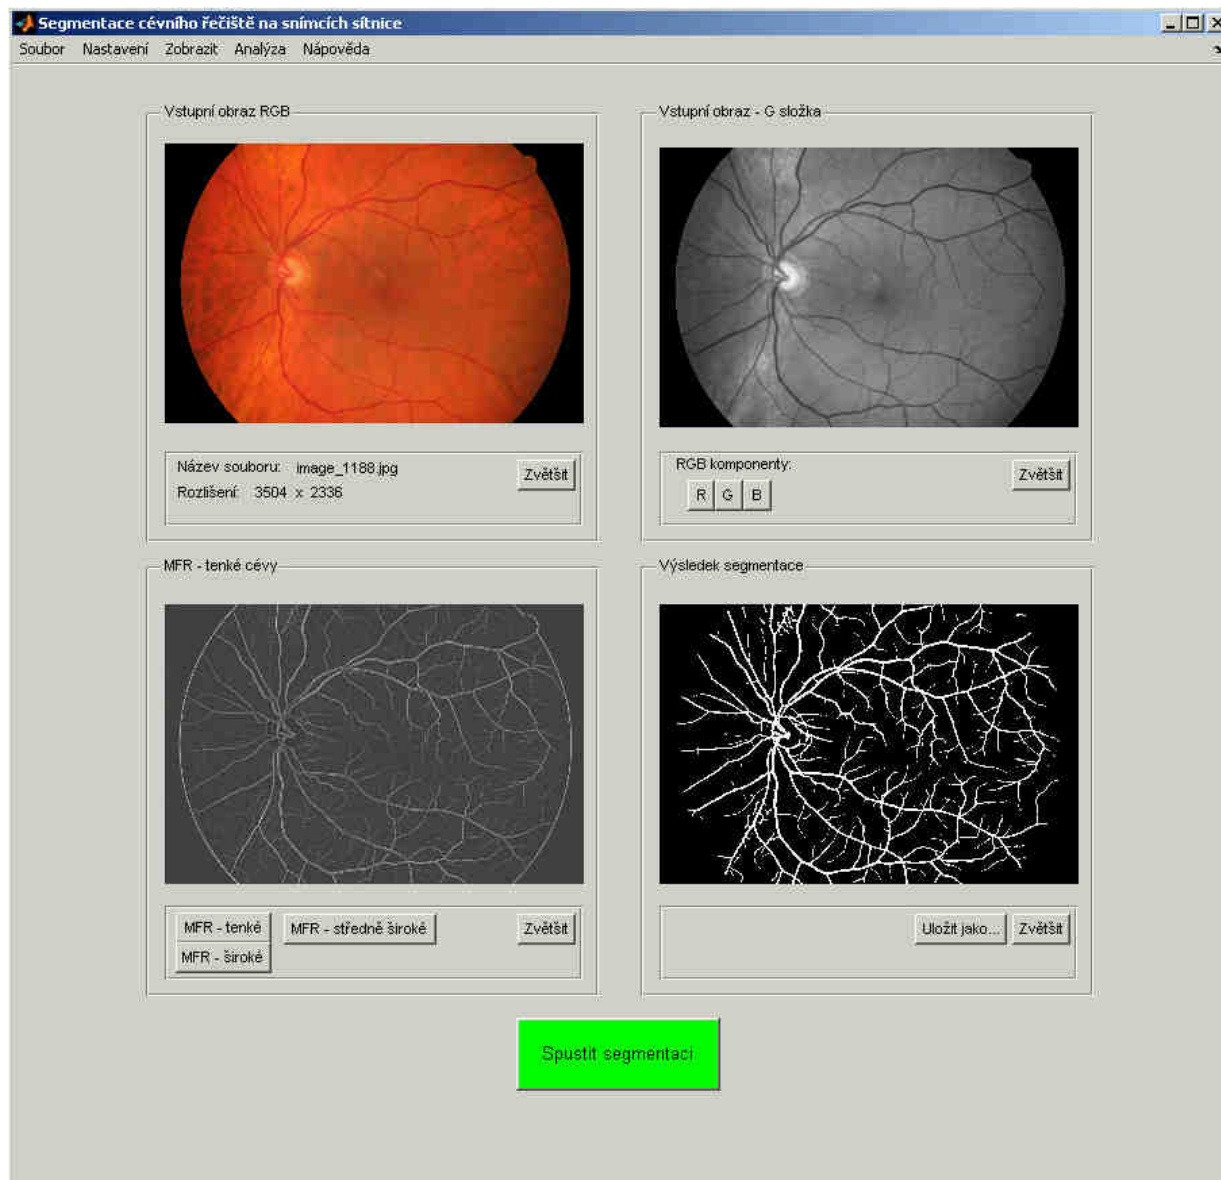 Segmentace cévního řečiště na snímcích sítnice
Soubor Nastavení Zobrazit Analýza Nápověda
Vstupní obraz RGB
Název souboru: image_1188.jpg
Rozlišení: 3504 x 2336
Zvětšit
Vstupní obraz - G složka
RGB komponenty:
R G B
Zvětšit
MFR - tenké cévy
MFR - tenké MFR - středně široké Zvětšit
MFR - široké
Výsledek segmentace
Uložit jako... Zvětšit
Spustit segmentaci